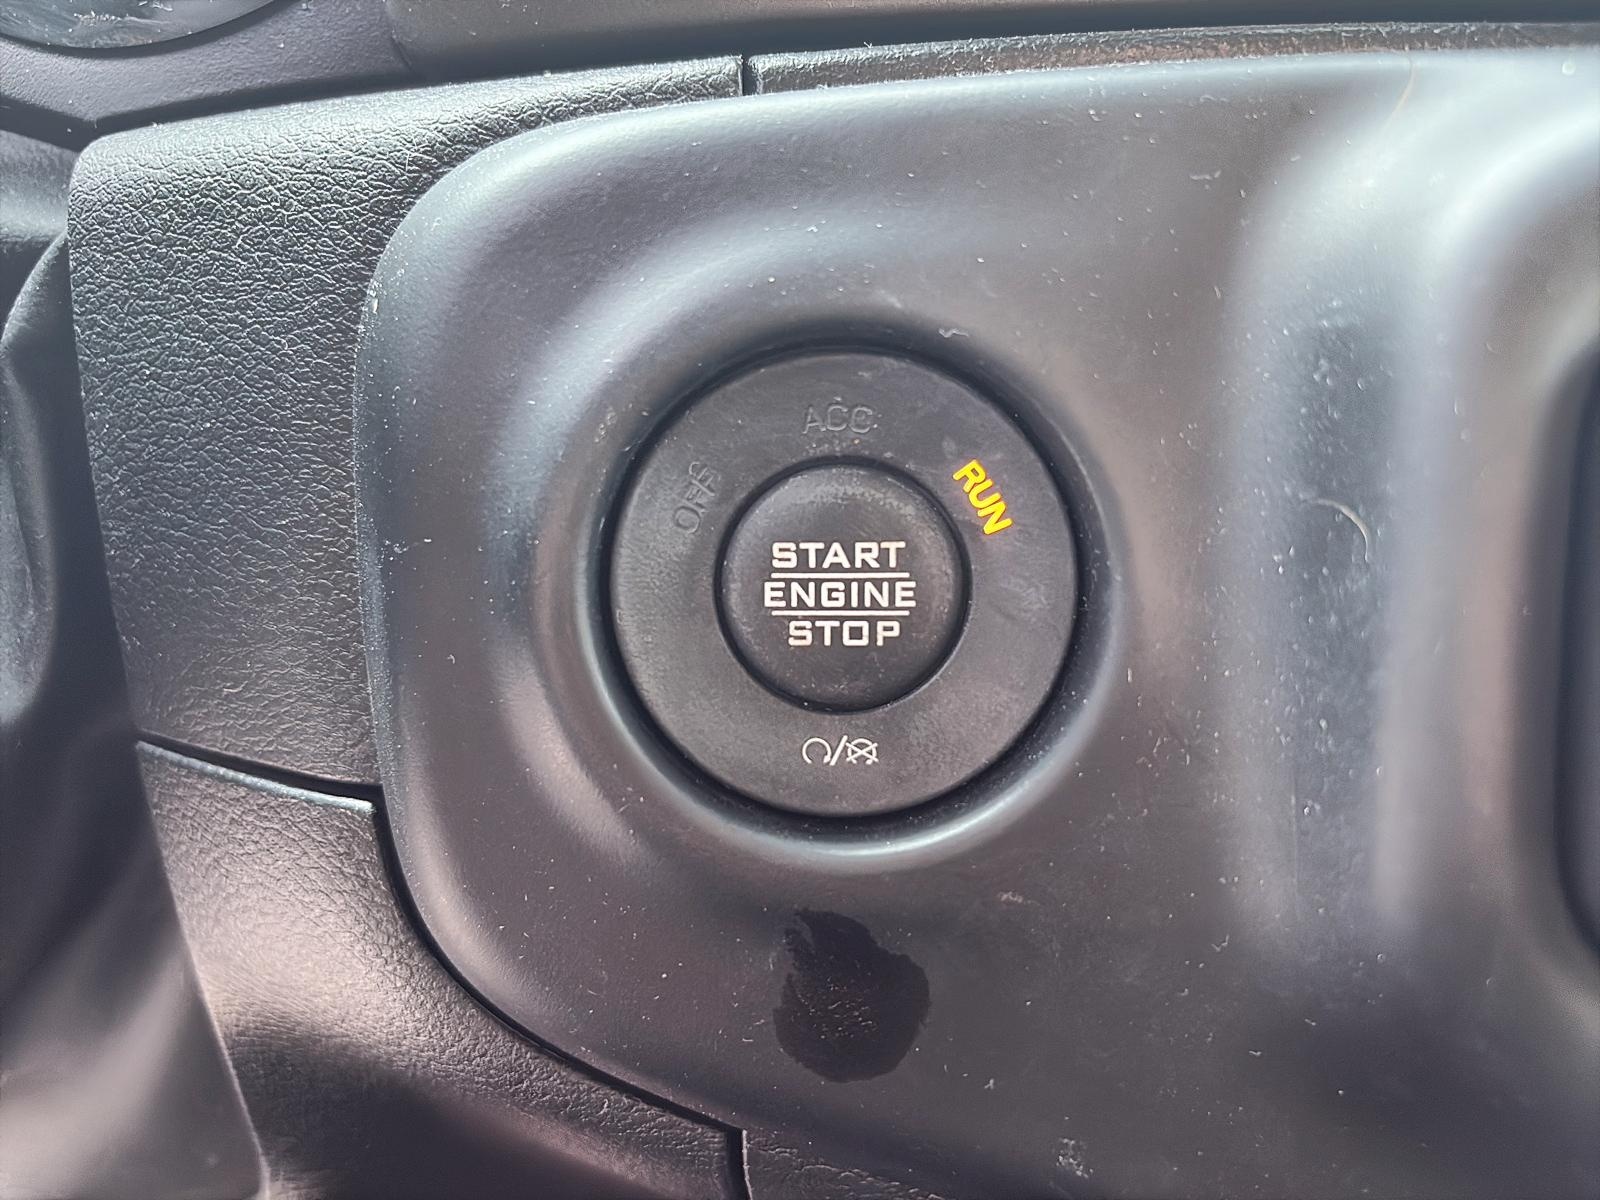 ACC
OFF
RUN
START
ENGINE
STOP